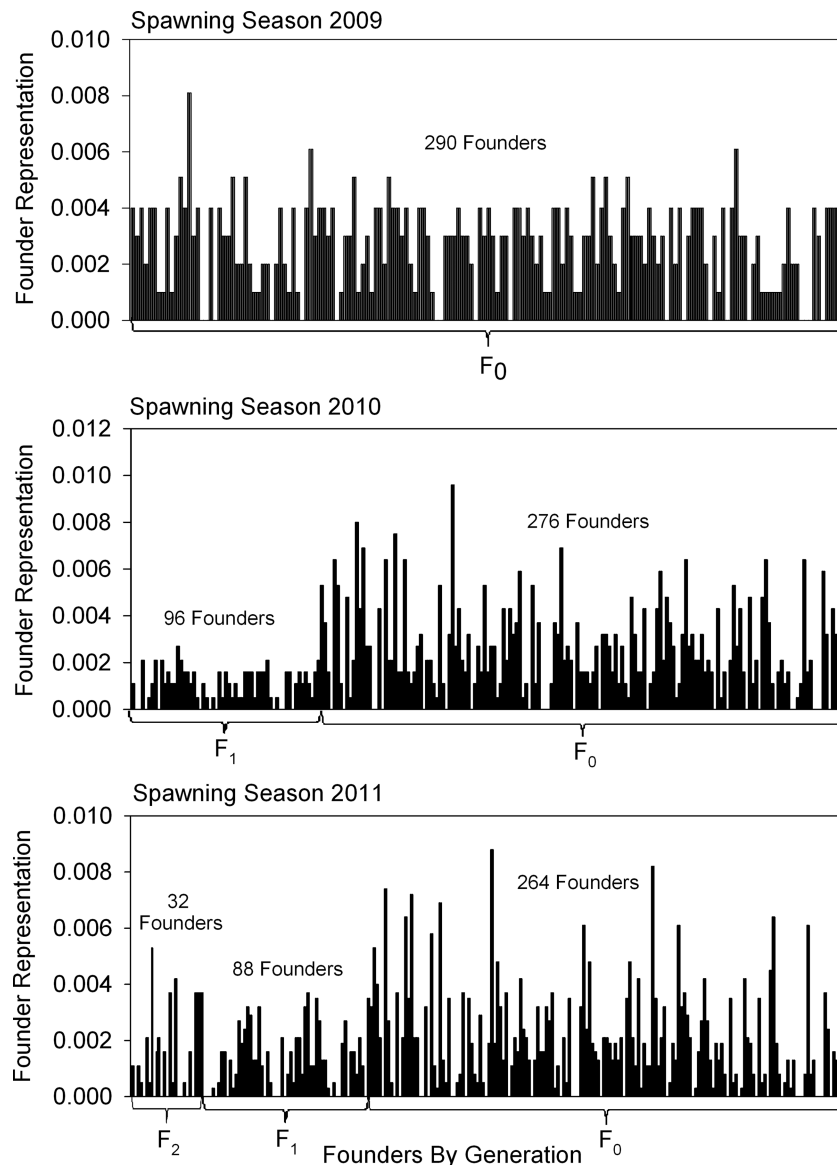 Spawning Season 2009
Founder Representation
0.010
0.008
0.006
0.004
0.002
0.000
290 Founders
F0
Spawning Season 2010
Founder Representation
0.012
0.010
0.008
0.006
0.004
0.002
0.000
96 Founders
276 Founders
F1
F0
Spawning Season 2011
Founder Representation
0.010
0.008
0.006
0.004
0.002
0.000
32
Founders
88 Founders
264 Founders
F2
F1
F0
Founders By Generation